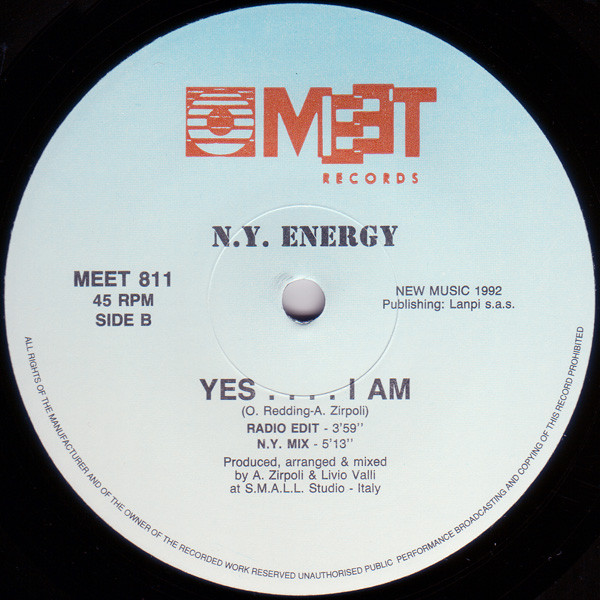 MEET
RECORDS
N.Y. ENERGY
MEET 811
45 RPM
SIDE B
NEW MUSIC 1992
Publishing: Lanpi s.a.s.
YES . . . . I AM
(O. Redding-A. Zirpoli)
RADIO EDIT - 3'59''
N.Y. MIX - 5'13''
Produced, arranged & mixed
by A. Zirpoli & Livio Valli
at S.M.A.L.L. Studio - Italy
ALL RIGHTS OF THE MANUFACTURER AND OF THE OWNER OF THE RECORDED WORK RESERVED UNAUTHORISED PUBLIC PERFORMANCE BROADCASTING AND COPYING OF THIS RECORD PROHIBITED